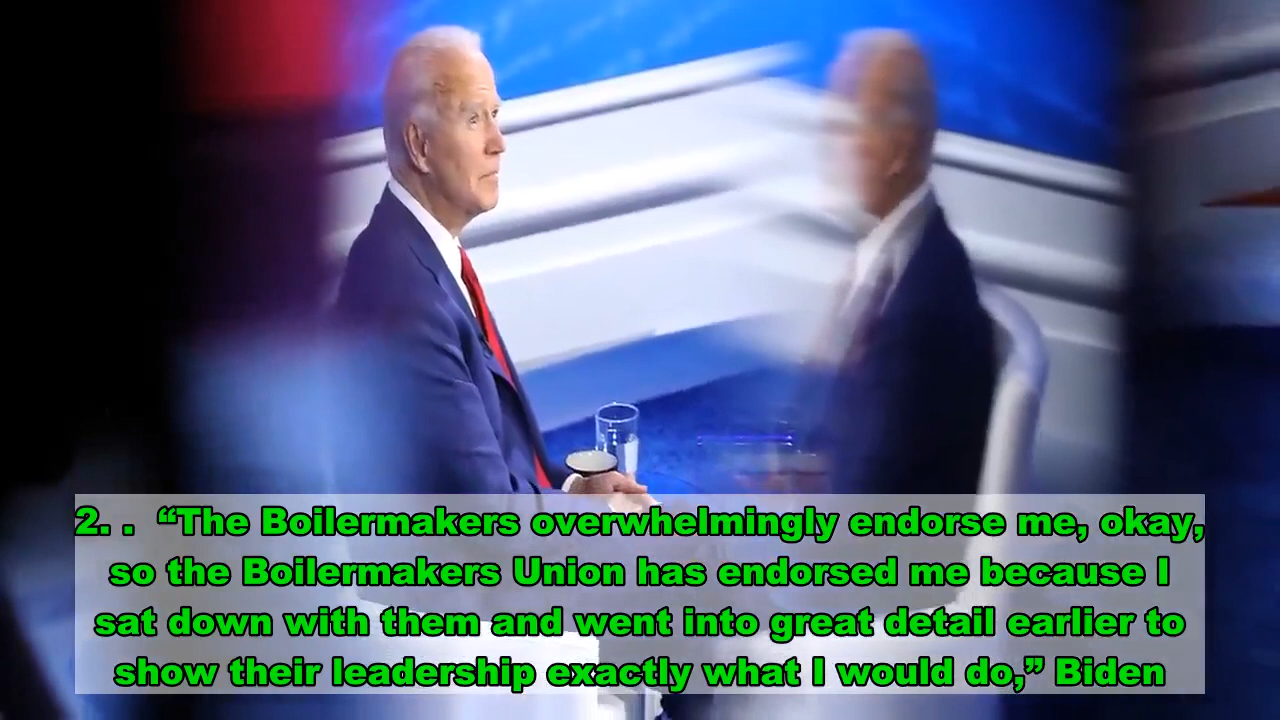 2. .  “The Boilermakers overwhelmingly endorse me, okay,
so the Boilermakers Union has endorsed me because I
sat down with them and went into great detail earlier to
show their leadership exactly what I would do,” Biden